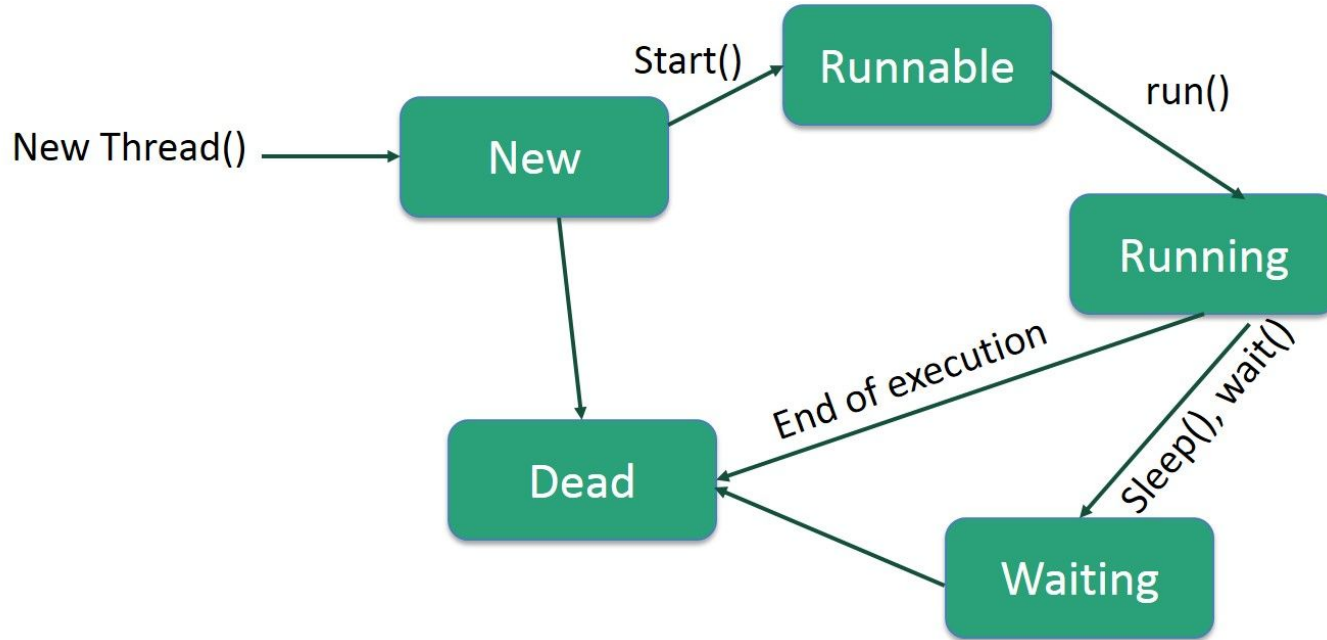 Start()
Runnable
run()
New Thread()
New
Running
End of execution
Sleep(), wait()
Dead
Waiting